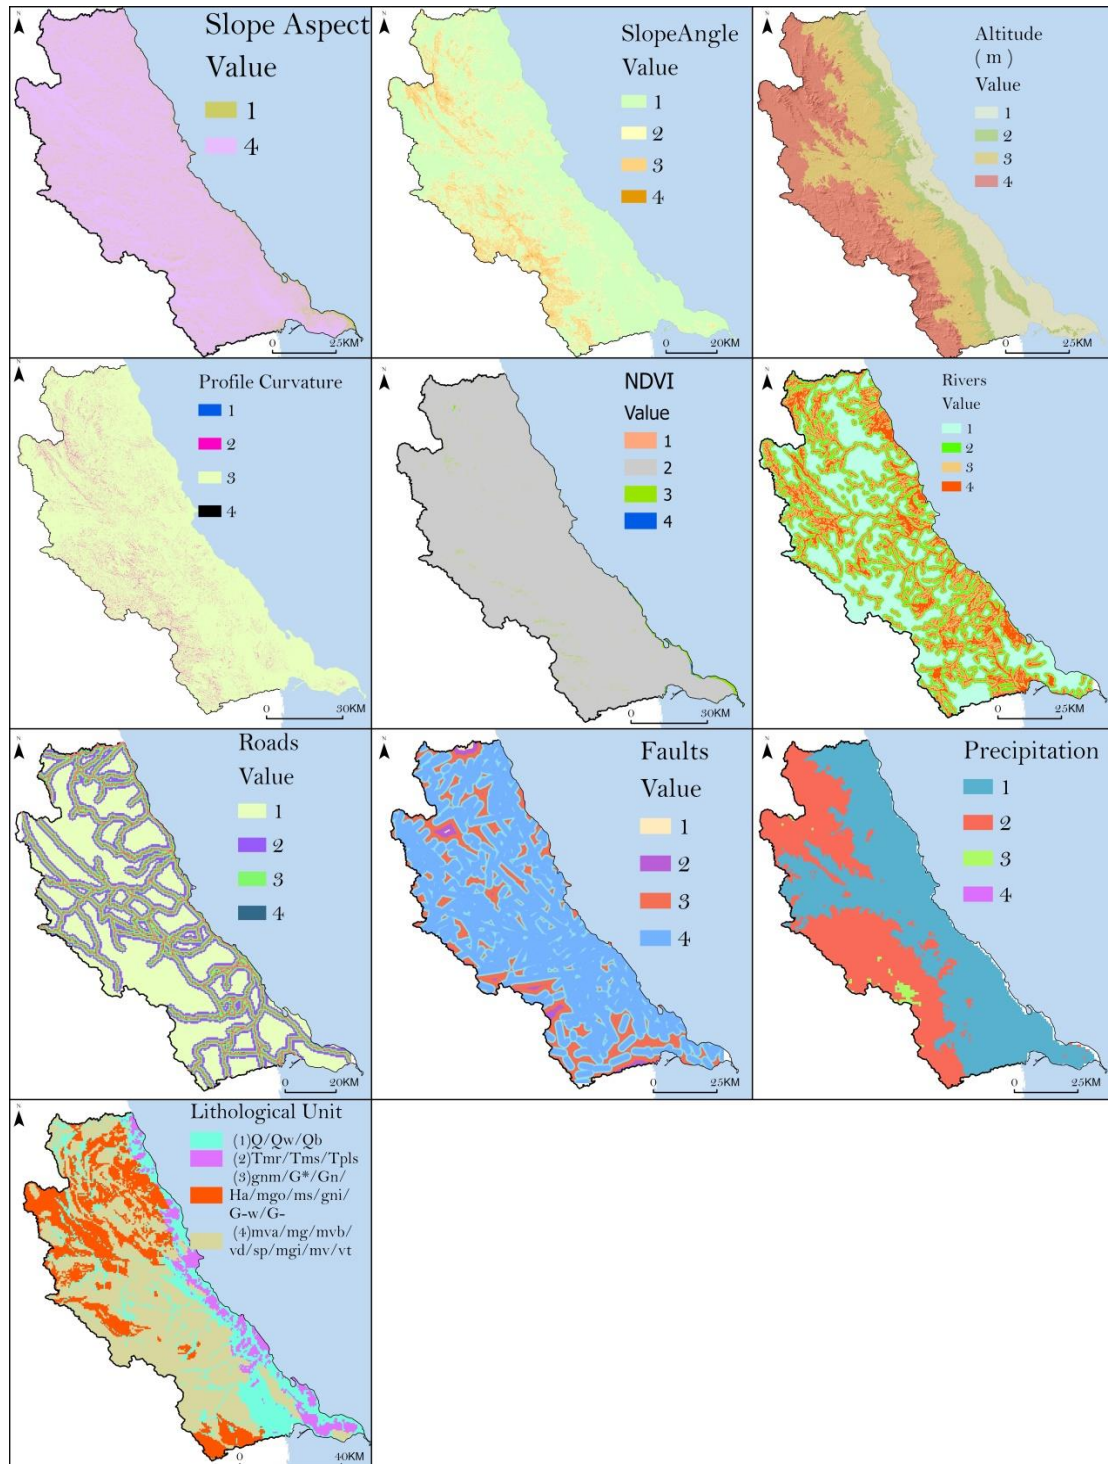 N
Slope Aspect
Value
1
4
0 25KM
N
SlopeAngle
Value
1
2
3
4
0 20KM
N
Altitude
( m )
Value
1
2
3
4
0 25KM
N
Profile Curvature
1
2
3
4
0 30KM
N
NDVI
Value
1
2
3
4
0 30KM
N
Rivers
Value
1
2
3
4
0 25KM
N
Roads
Value
1
2
3
4
0 20KM
N
Faults
Value
1
2
3
4
0 25KM
N
Precipitation
1
2
3
4
0 25KM
N
Lithological Unit
(1)Q/Qw/Qb
(2)Tmr/Tms/Tpls
(3)gnm/G*/Gn/
Ha/mgo/ms/gni/
G-w/G-
(4)mva/mg/mvb/
vd/sp/mgi/mv/vt
0 40KM